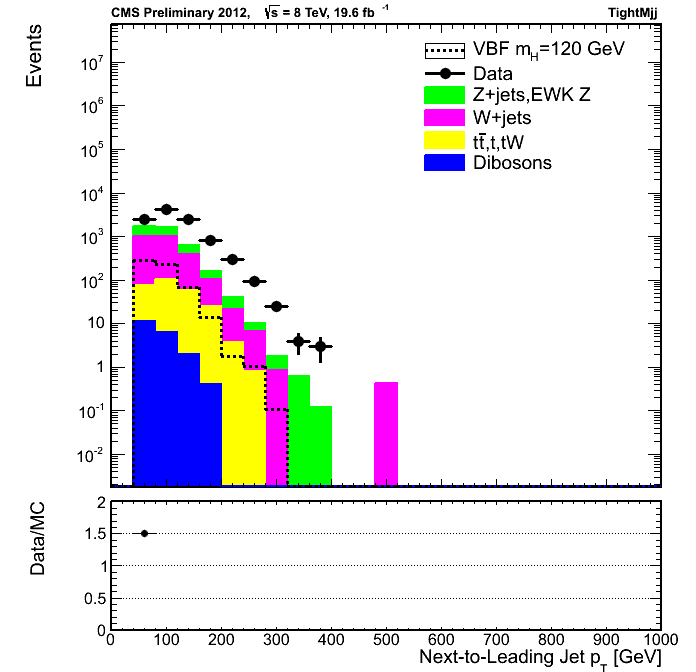 CMS Preliminary 2012, √s = 8 TeV, 19.6 fb⁻¹ TightMjj
Events
VBF m_H=120 GeV
Data
Z+jets,EWK Z
W+jets
tt̅,t,tW
Dibosons
10⁷
10⁶
10⁵
10⁴
10³
10²
10
1
10⁻¹
10⁻²
Data/MC
2
1.5
1
0.5
0
0 100 200 300 400 500 600 700 800 900 1000
Next-to-Leading Jet p_T [GeV]